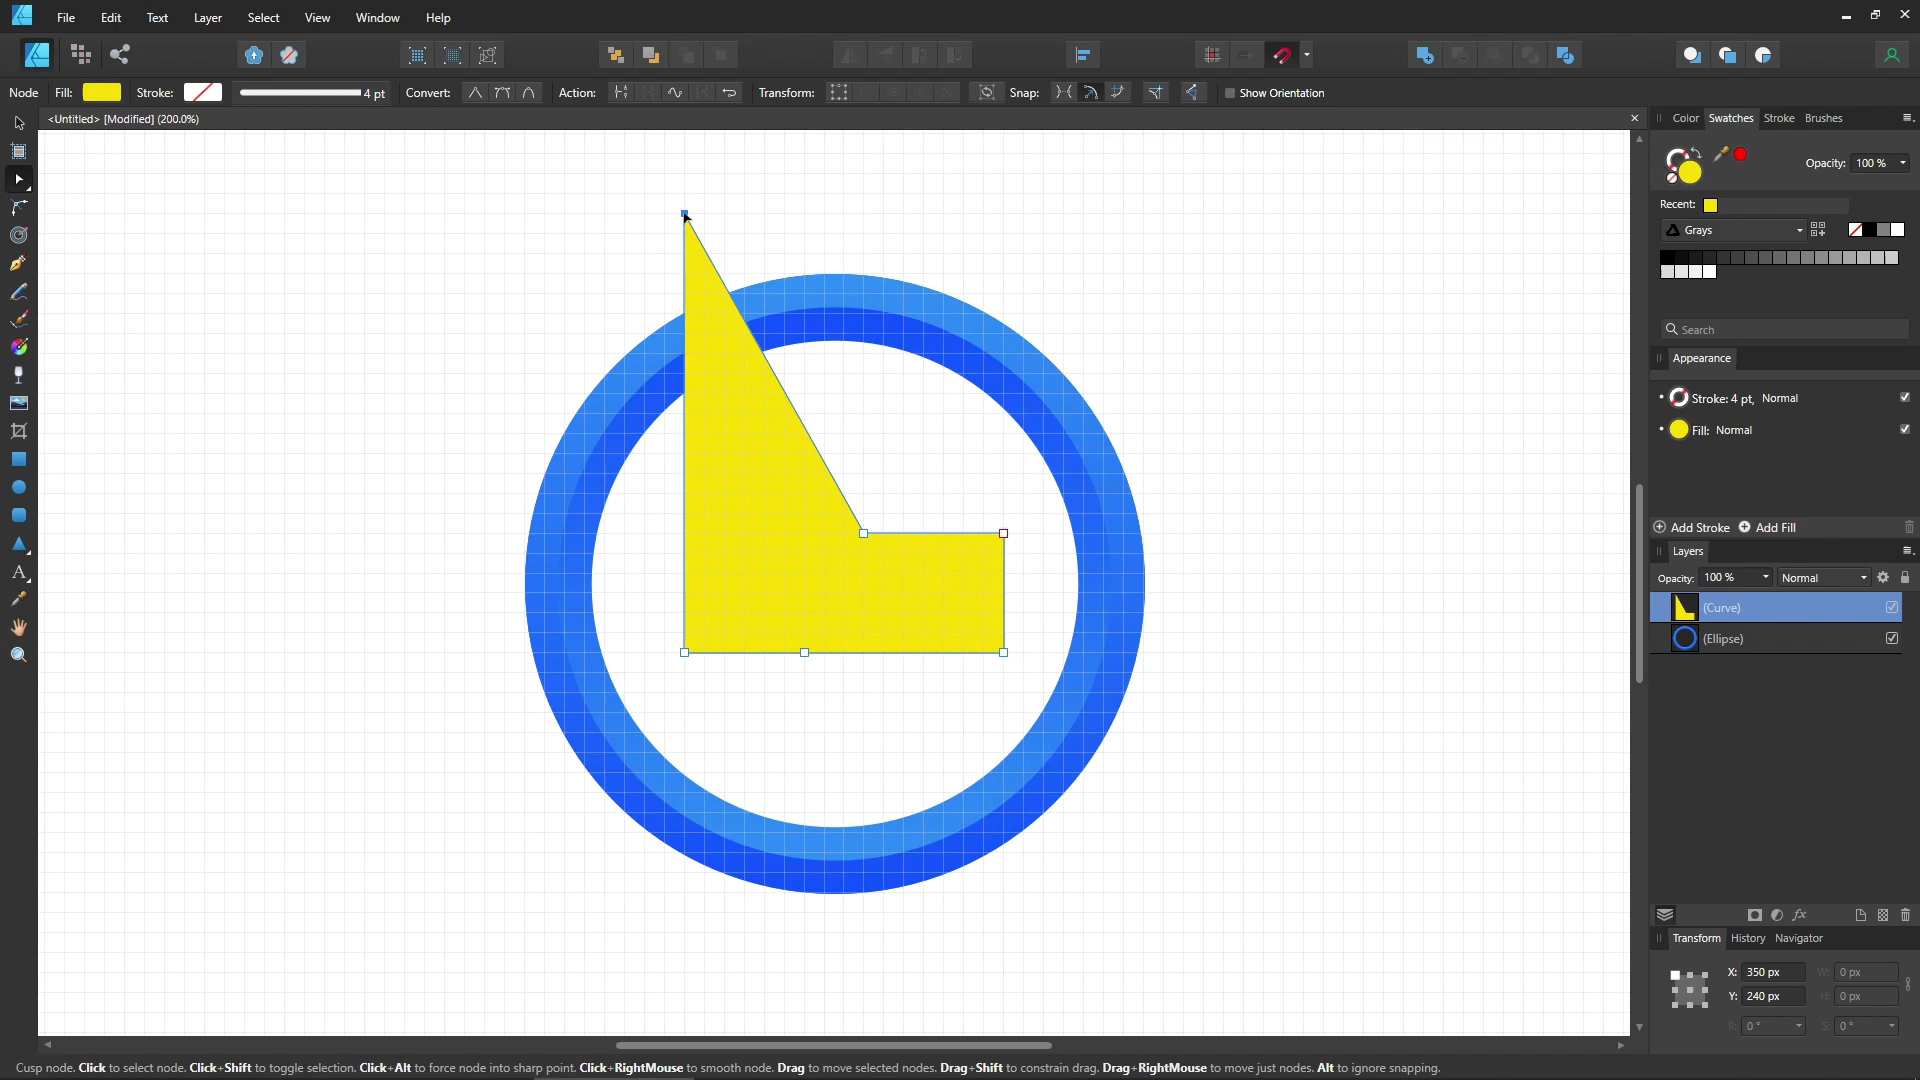 File Edit Text Layer Select View Window Help
Node Fill: Stroke: 4 pt Convert: Action: Transform: Snap: Show Orientation
<Untitled> [Modified] (200.0%)
Color Swatches Stroke Brushes
Opacity: 100 %
Recent:
Grays
Search
Appearance
Stroke: 4 pt, Normal
Fill: Normal
Add Stroke Add Fill
Layers
Opacity: 100 % Normal
(Curve)
(Ellipse)
fx
Transform History Navigator
X: 350 px W: 0 px
Y: 240 px H: 0 px
R: 0 ° S: 0 °
A
Cusp node. Click to select node. Click+Shift to toggle selection. Click+Alt to force node into sharp point. Click+RightMouse to smooth node. Drag to move selected nodes. Drag+Shift to constrain drag. Drag+RightMouse to move just nodes. Alt to ignore snapping.